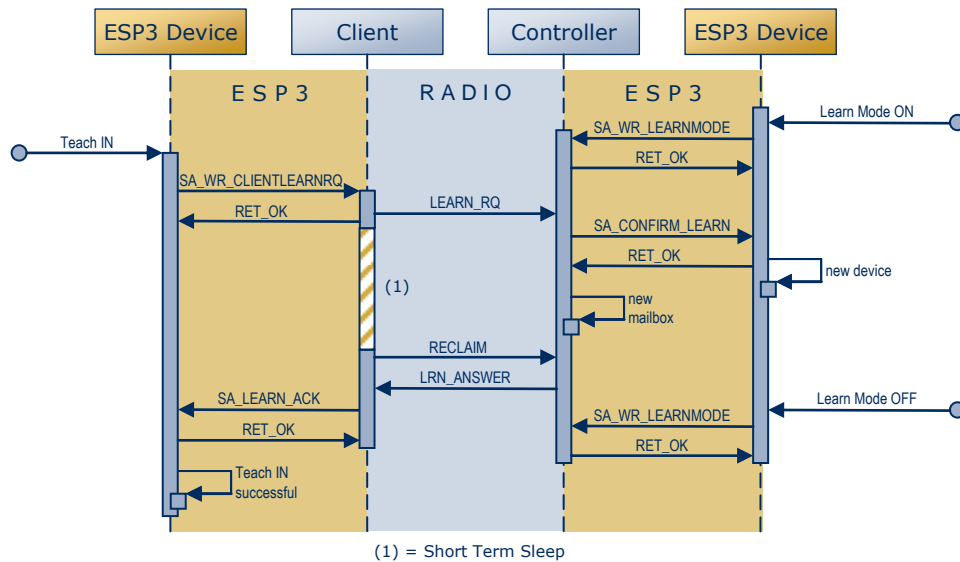 ESP3 Device
Client
Controller
ESP3 Device
ESP3
RADIO
ESP3
Learn Mode ON
SA_WR_LEARNMODE
Teach IN
RET_OK
SA_WR_CLIENTLEARNRQ
LEARN_RQ
RET_OK
SA_CONFIRM_LEARN
RET_OK
new device
(1)
new
mailbox
RECLAIM
LRN_ANSWER
SA_LEARN_ACK
Learn Mode OFF
SA_WR_LEARNMODE
RET_OK
RET_OK
Teach IN
successful
(1) = Short Term Sleep